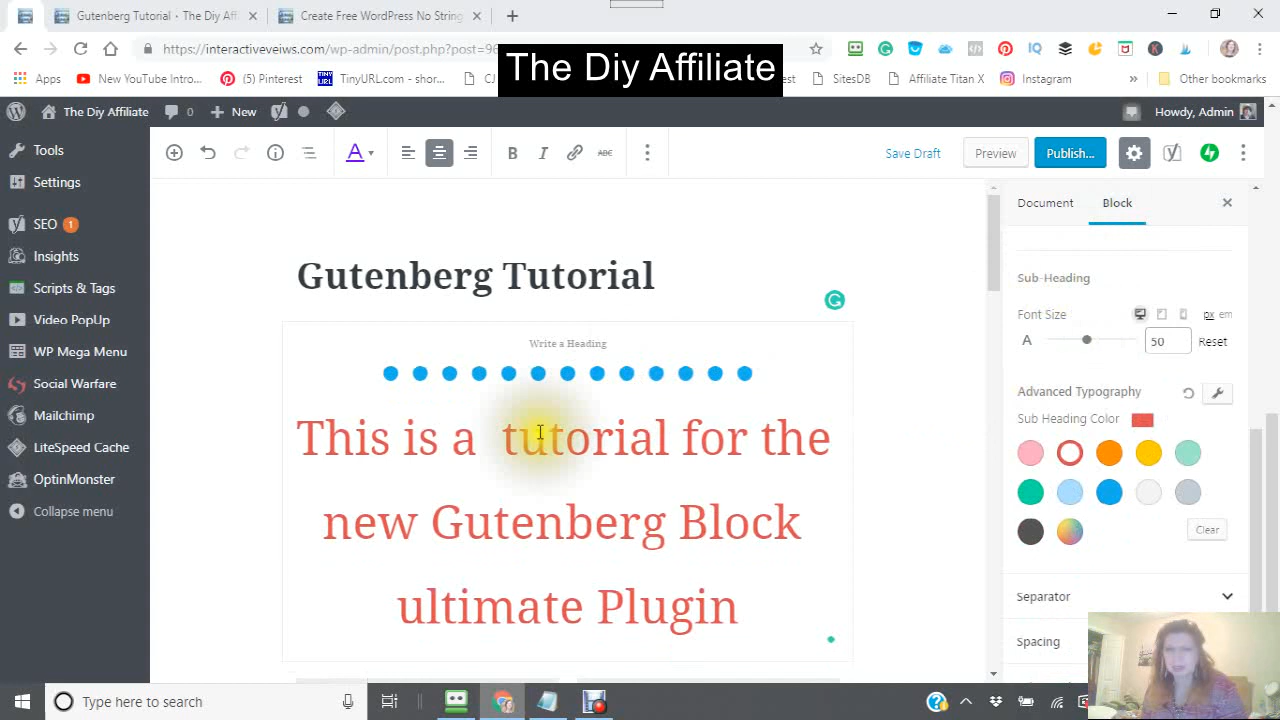 Gutenberg Tutorial - The Diy Affi
Create Free WordPress No String
https://interactiveveiws.com/wp-admin/post.php?post=96
The Diy Affiliate
Apps
New YouTube Intro...
(5) Pinterest
TinyURL.com - shor...
CJ
SitesDB
Affiliate Titan X
Instagram
Other bookmarks
The DIY Affiliate
0
New
Howdy, Admin
Tools
Settings
SEO 1
Insights
Scripts & Tags
Video PopUp
WP Mega Menu
Social Warfare
Mailchimp
LiteSpeed Cache
OptinMonster
Collapse menu
A
B
I
ABC
Save Draft
Preview
Publish...
Gutenberg Tutorial
Write a Heading
This is a tutorial for the
new Gutenberg Block
ultimate Plugin
Document
Block
Sub-Heading
Font Size
px em
A
50
Reset
Advanced Typography
Sub Heading Color
Clear
Separator
Spacing
Type here to search